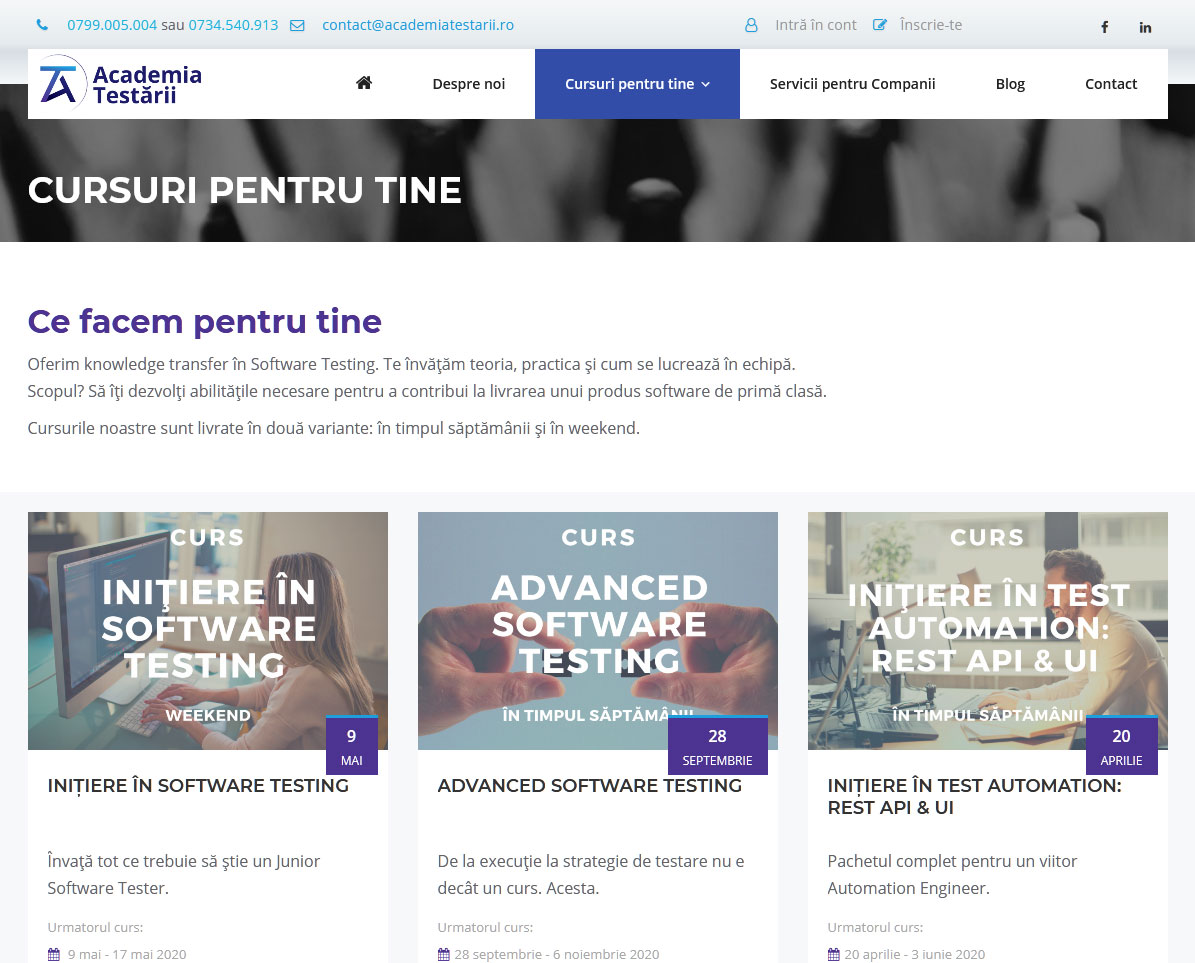 0799.005.004 sau 0734.540.913 contact@academiatestarii.ro Intră în cont Înscrie-te
Academia
Testării
Despre noi Cursuri pentru tine Servicii pentru Companii Blog Contact
CURSURI PENTRU TINE
Ce facem pentru tine
Oferim knowledge transfer în Software Testing. Te învăţăm teoria, practica şi cum se lucrează în echipă.
Scopul? Să îţi dezvolţi abilităţile necesare pentru a contribui la livrarea unui produs software de primă clasă.
Cursurile noastre sunt livrate în două variante: în timpul săptămânii şi în weekend.
CURS
INIȚIERE ÎN
SOFTWARE
TESTING
WEEKEND
9
MAI
INIȚIERE ÎN SOFTWARE TESTING
Învaţă tot ce trebuie să ştie un Junior
Software Tester.
Urmatorul curs:
9 mai - 17 mai 2020
CURS
ADVANCED
SOFTWARE
TESTING
ÎN TIMPUL SĂPTĂMÂNII
28
SEPTEMBRIE
ADVANCED SOFTWARE TESTING
De la execuţie la strategie de testare nu e
decât un curs. Acesta.
Urmatorul curs:
28 septembrie - 6 noiembrie 2020
CURS
INIȚIERE ÎN TEST
AUTOMATION:
REST API & UI
ÎN TIMPUL SĂPTĂMÂNII
20
APRILIE
INIȚIERE ÎN TEST AUTOMATION:
REST API & UI
Pachetul complet pentru un viitor
Automation Engineer.
Urmatorul curs:
20 aprilie - 3 iunie 2020